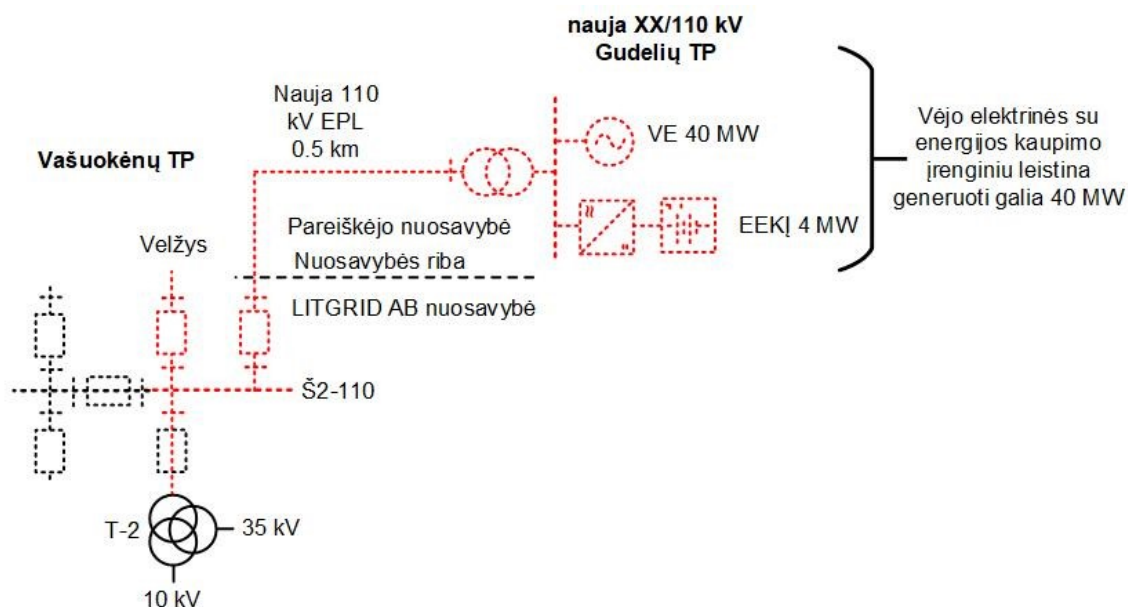 nauja XX/110 kV
Gudelių TP
Nauja 110
kV EPL
0.5 km
VE 40 MW
Vėjo elektrinės su
energijos kaupimo
įrenginiu leistina
generuoti galia 40 MW
Vašuokėnų TP
EEKĮ 4 MW
Pareiškėjo nuosavybė
Velžys
Nuosavybės riba
LITGRID AB nuosavybė
Š2-110
T-2
35 kV
10 kV